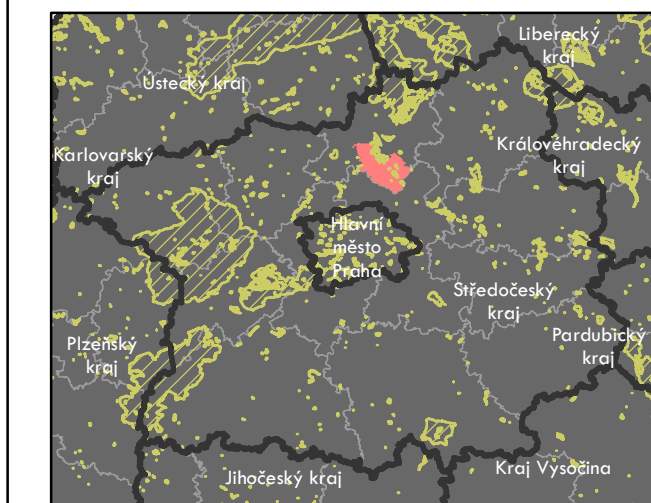 Liberecký
kraj
Ústecký kraj
Karlovarský
kraj
Královéhradecký
kraj
Hlavní
město
Praha
Středočeský
kraj
Plzeňský
kraj
Pardubický
kraj
Jihočeský kraj
Kraj Vysočina